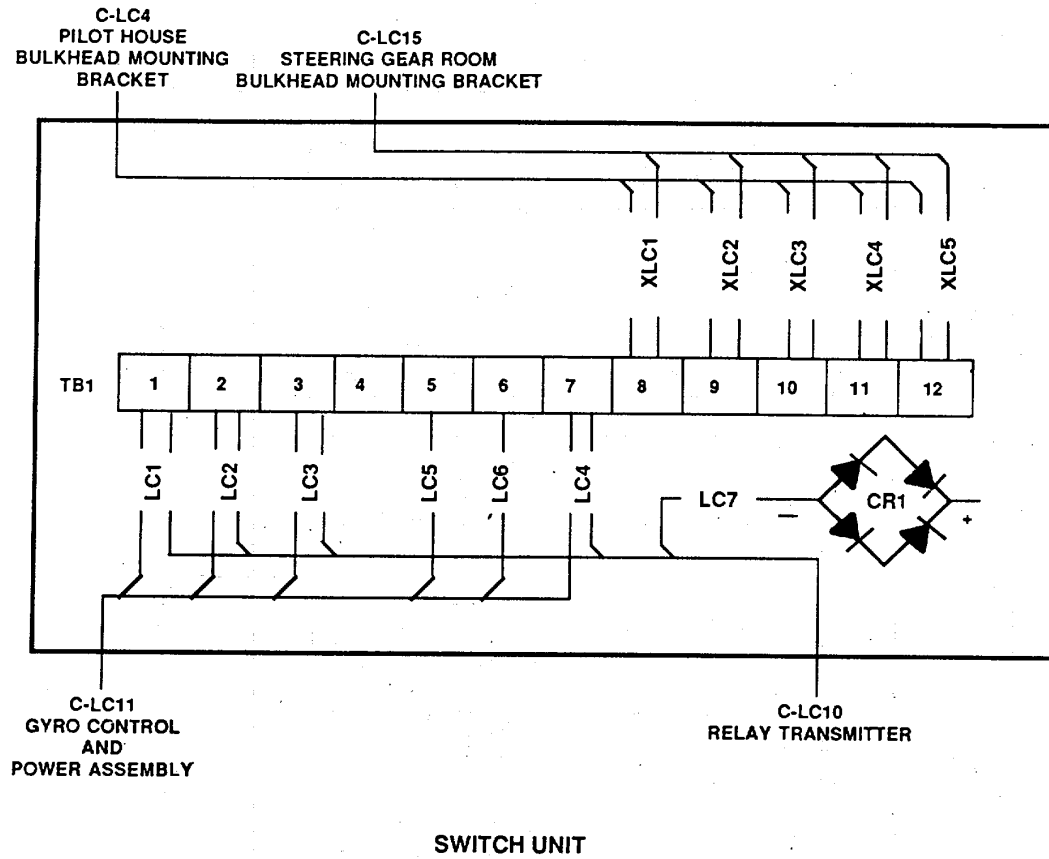 C-LC4
PILOT HOUSE
BULKHEAD MOUNTING
BRACKET
C-LC15
STEERING GEAR ROOM
BULKHEAD MOUNTING BRACKET
XLC1
XLC2
XLC3
XLC4
XLC5
TB1
1
2
3
4
5
6
7
8
9
10
11
12
LC1
LC2
LC3
LC5
LC6
LC4
LC7
—
CR1
+
C-LC11
GYRO CONTROL
AND
POWER ASSEMBLY
C-LC10
RELAY TRANSMITTER
SWITCH UNIT